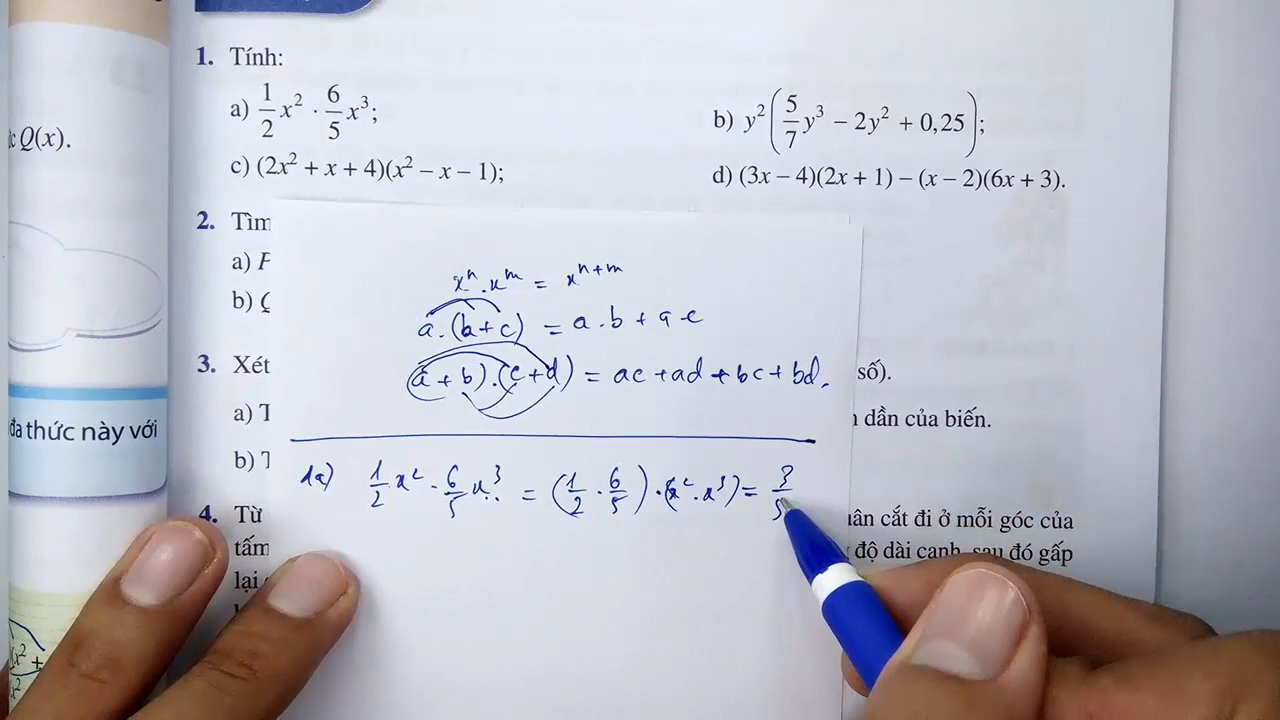 1. Tính:
a) 1/2 x² · 6/5 x³;
b) y²(5/7 y³ − 2y² + 0,25);
c) (2x² + x + 4)(x² − x − 1);
d) (3x − 4)(2x + 1) − (x − 2)(6x + 3).
Q(x).
2. Tìm
a)
b)
xⁿ.xᵐ = xⁿ⁺ᵐ
a.(b+c) = a.b + a c
(a+b).(c+d) = ac+ad+bc+bd.
3. Xét
số).
a)
dần của biến.
b)
đa thức này với
1a) 1/2 x² · 6/5 x³ = (1/2 · 6/5) · (x² · x³) = 3/5
4. Từ
cắt đi ở mỗi góc của
tấm
độ dài cạnh, sau đó gấp
lại
x² +
x²